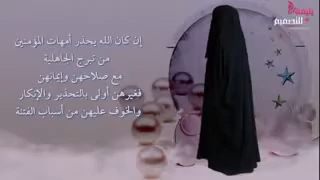 للتصميم
إن كان الله يحذر أمهات المؤمنين
من تبرج الجاهلية
مع صلاحهن وإيمانهن
فغيرهن أولى بالتحذير والإنكار
والخوف عليهن من أسباب الفتنة